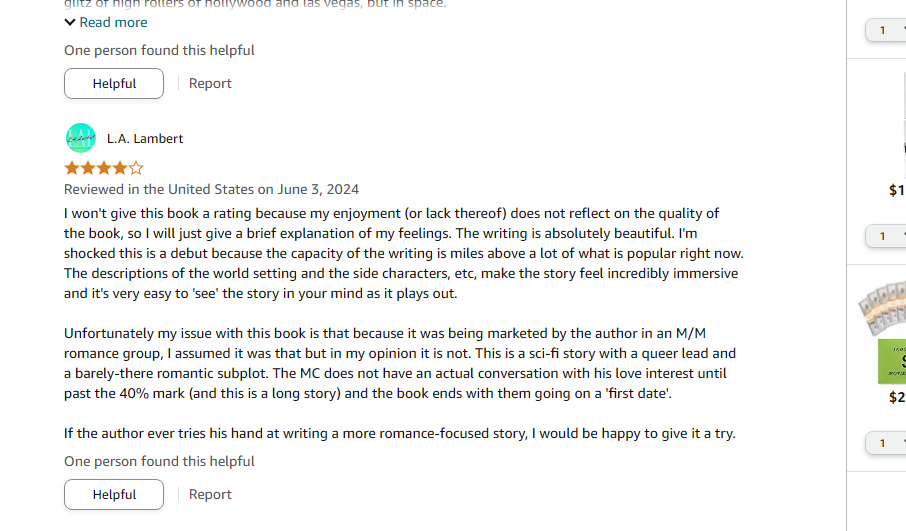 glitz of high rollers of hollywood and las vegas, but in space.
Read more
One person found this helpful
Helpful
Report
L.A. Lambert
Reviewed in the United States on June 3, 2024
I won't give this book a rating because my enjoyment (or lack thereof) does not reflect on the quality of
the book, so I will just give a brief explanation of my feelings. The writing is absolutely beautiful. I'm
shocked this is a debut because the capacity of the writing is miles above a lot of what is popular right now.
The descriptions of the world setting and the side characters, etc, make the story feel incredibly immersive
and it's very easy to 'see' the story in your mind as it plays out.
Unfortunately my issue with this book is that because it was being marketed by the author in an M/M
romance group, I assumed it was that but in my opinion it is not. This is a sci-fi story with a queer lead and
a barely-there romantic subplot. The MC does not have an actual conversation with his love interest until
past the 40% mark (and this is a long story) and the book ends with them going on a 'first date'.
If the author ever tries his hand at writing a more romance-focused story, I would be happy to give it a try.
One person found this helpful
Helpful
Report
1
$1
1
$2
1